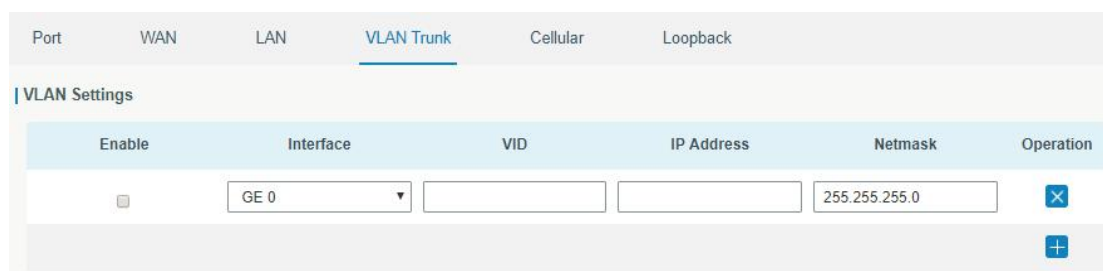 Port WAN LAN VLAN Trunk Cellular Loopback
VLAN Settings
Enable Interface VID IP Address Netmask Operation
GE 0 255.255.255.0